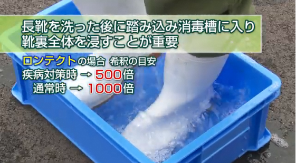 長靴を洗った後に踏み込み消毒槽に入り
靴裏全体を浸すことが重要
ロンテクトの場合 希釈の目安
疾病対策時 → 500倍
通常時 → 1000倍